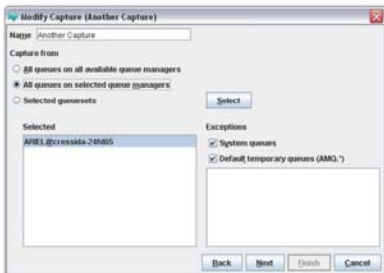 Modify Capture (Another Capture)
Name Another Capture
Capture from
All queues on all available queue managers
All queues on selected queue managers
Selected queuesets
Select
Selected
Exceptions
System queues
Default temporary queues (AMQ.*)
Back Next Finish Cancel